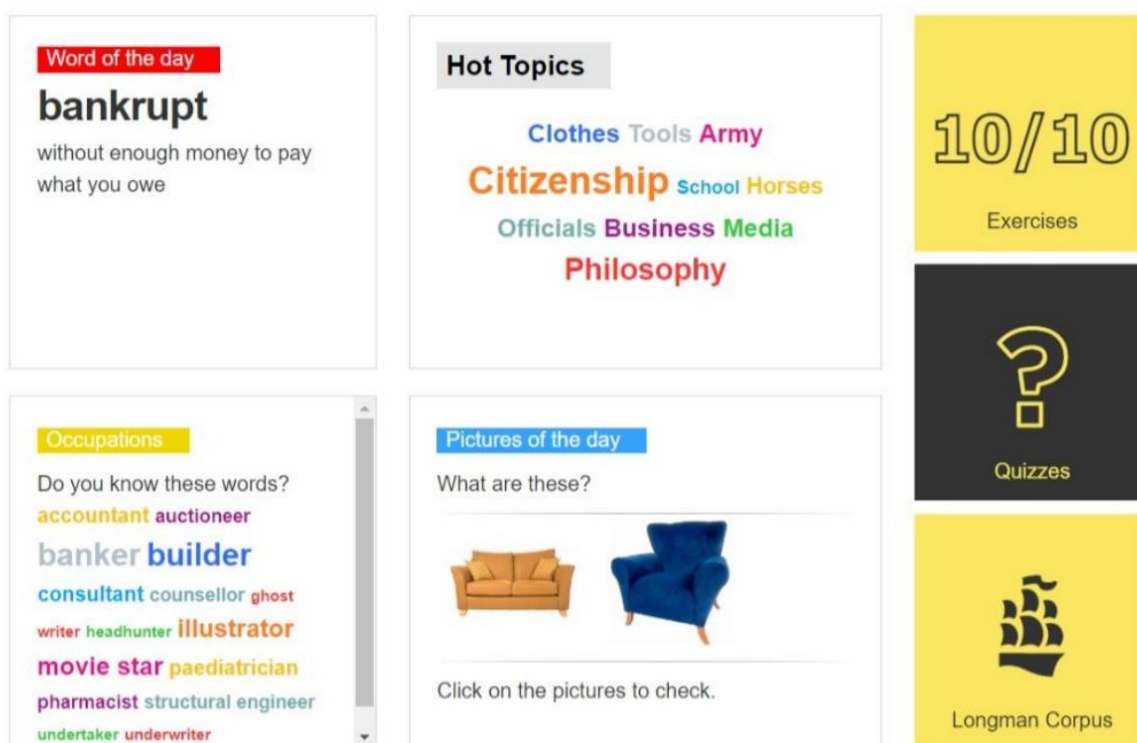 Word of the day
bankrupt
without enough money to pay
what you owe
Hot Topics
Clothes Tools Army
Citizenship School Horses
Officials Business Media
Philosophy
10/10
Exercises
?
Quizzes
Occupations
Do you know these words?
accountant auctioneer
banker builder
consultant counsellor ghost
writer headhunter illustrator
movie star paediatrician
pharmacist structural engineer
undertaker underwriter
Pictures of the day
What are these?
Click on the pictures to check.
Longman Corpus